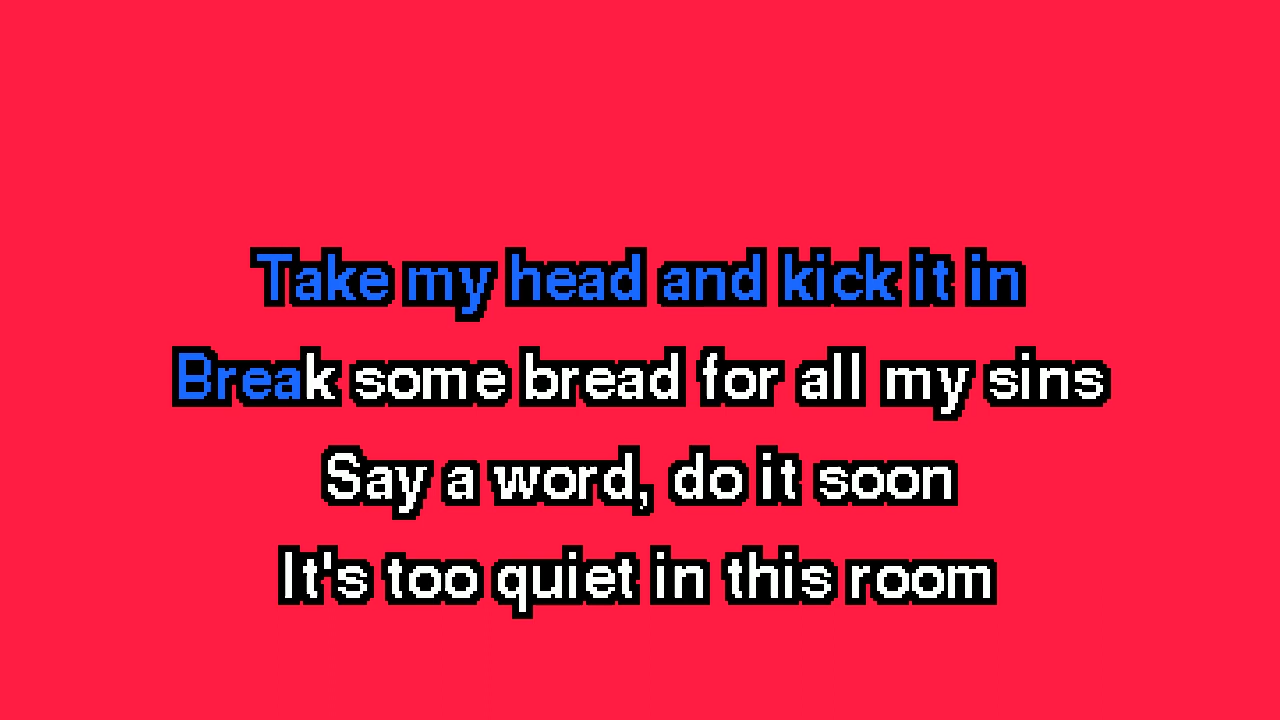 Take my head and kick it in
Break some bread for all my sins
Say a word, do it soon
It's too quiet in this room